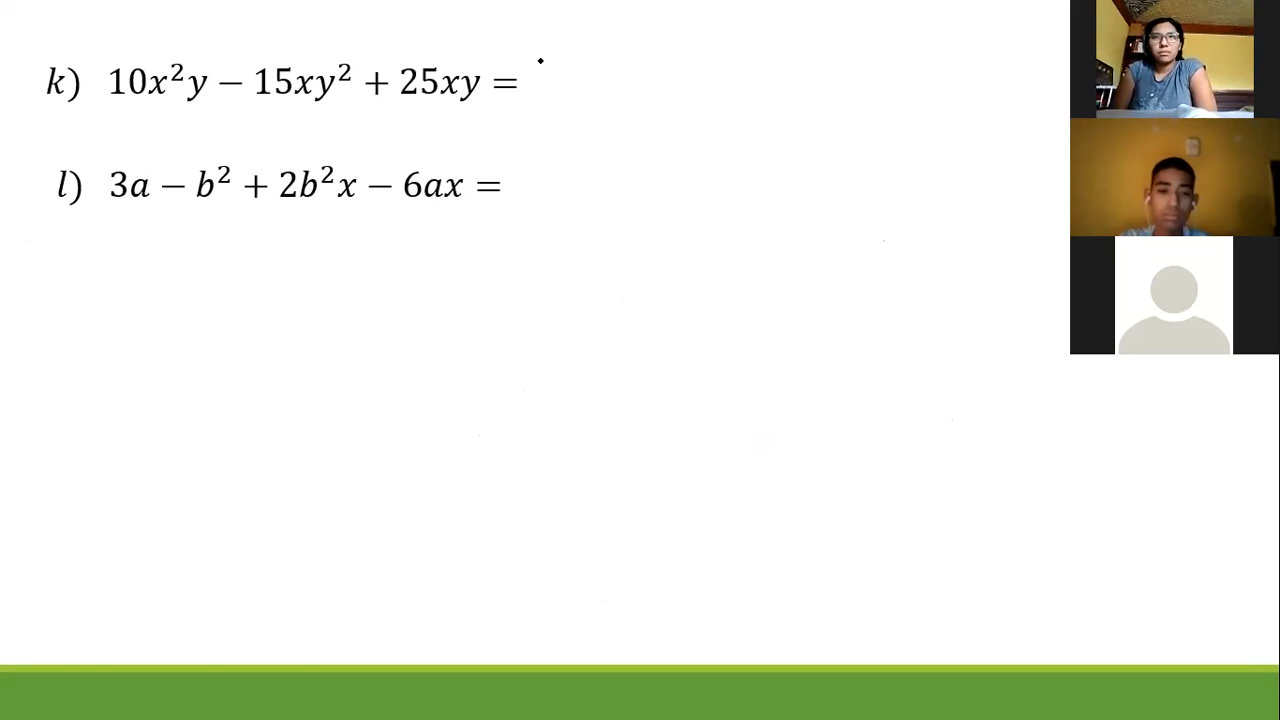 k) 10x²y − 15xy² + 25xy =
l) 3a − b² + 2b²x − 6ax =